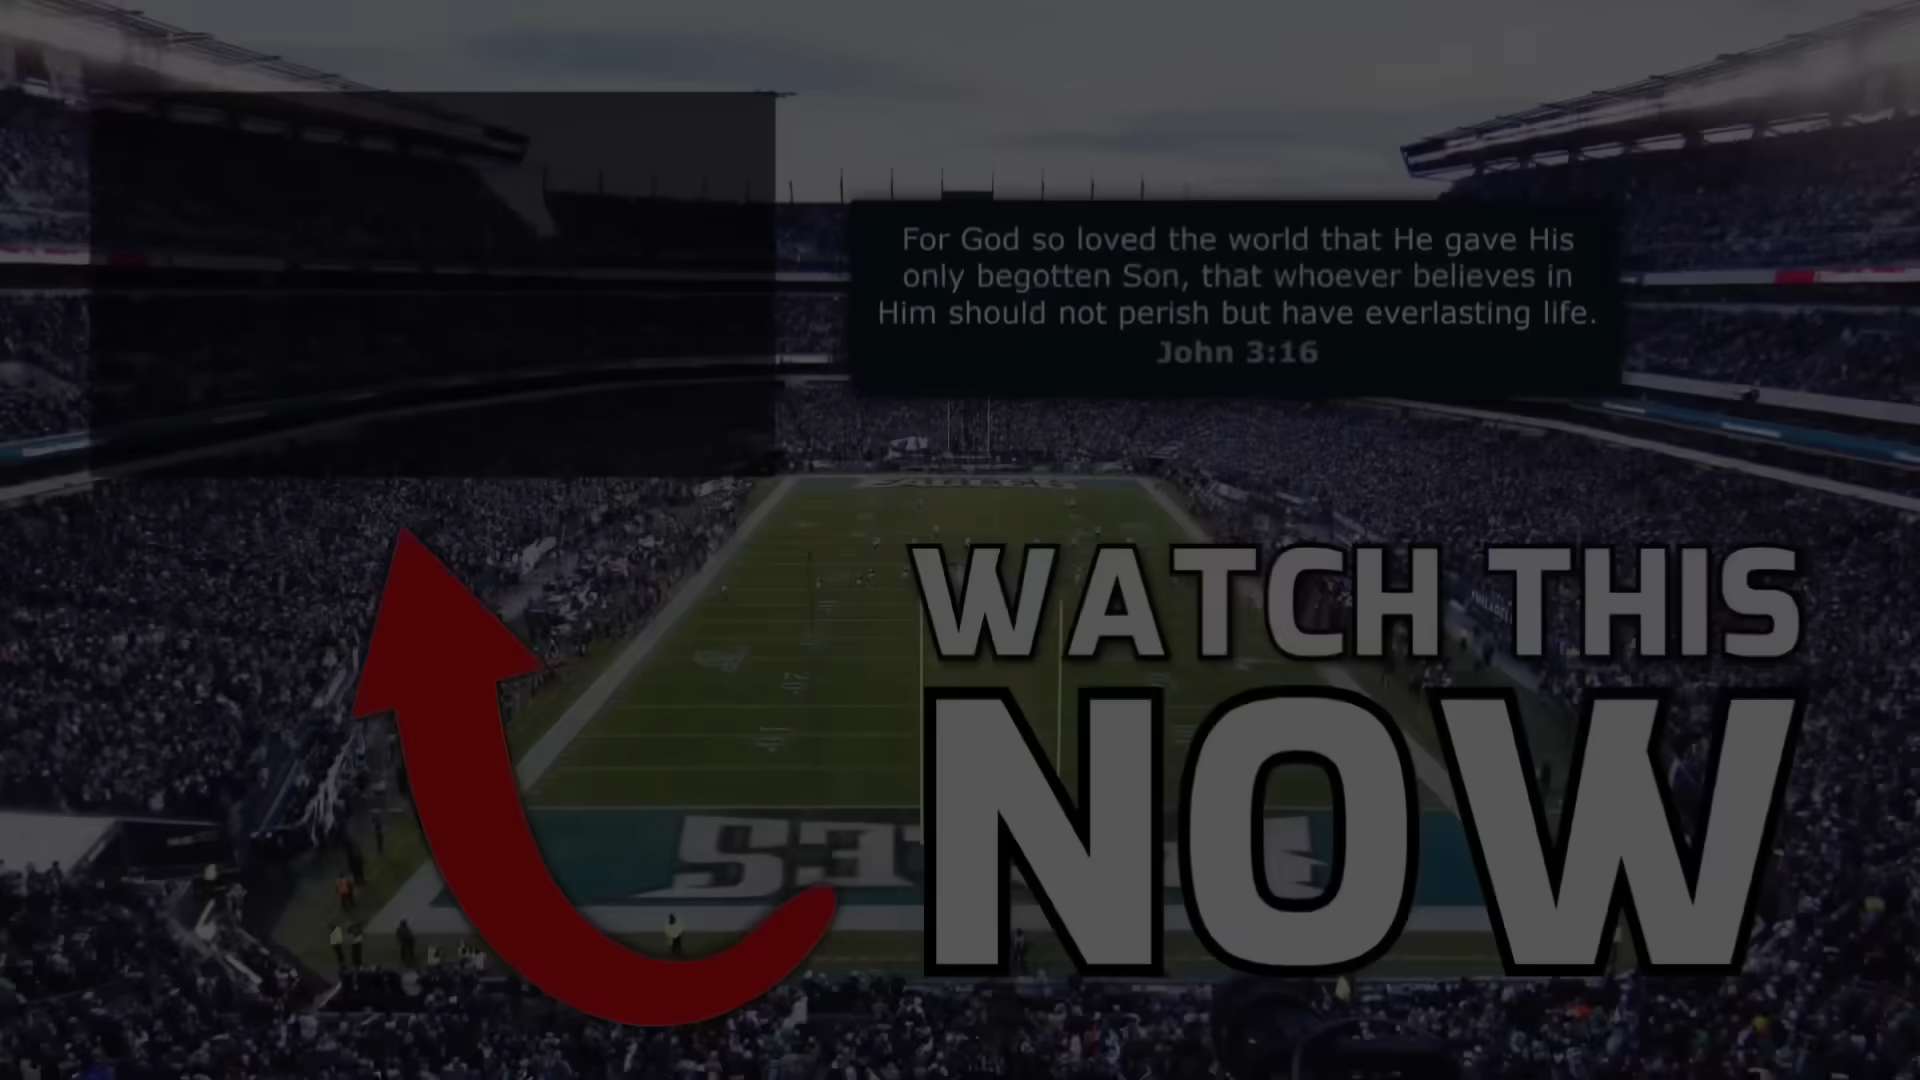 For God so loved the world that He gave His
only begotten Son, that whoever believes in
Him should not perish but have everlasting life.
John 3:16
WATCH THIS
NOW